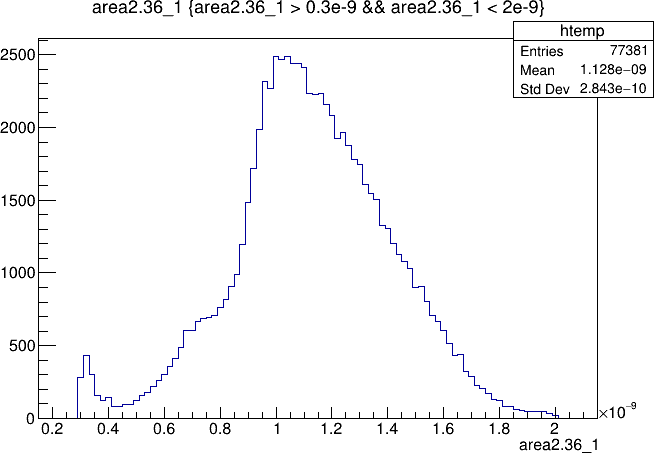 area2.36_1 {area2.36_1 > 0.3e-9 && area2.36_1 < 2e-9}
htemp
Entries 77381
Mean 1.128e−09
Std Dev 2.843e−10
2500
2000
1500
1000
500
0
0.2 0.4 0.6 0.8 1 1.2 1.4 1.6 1.8 2
×10⁻⁹
area2.36_1